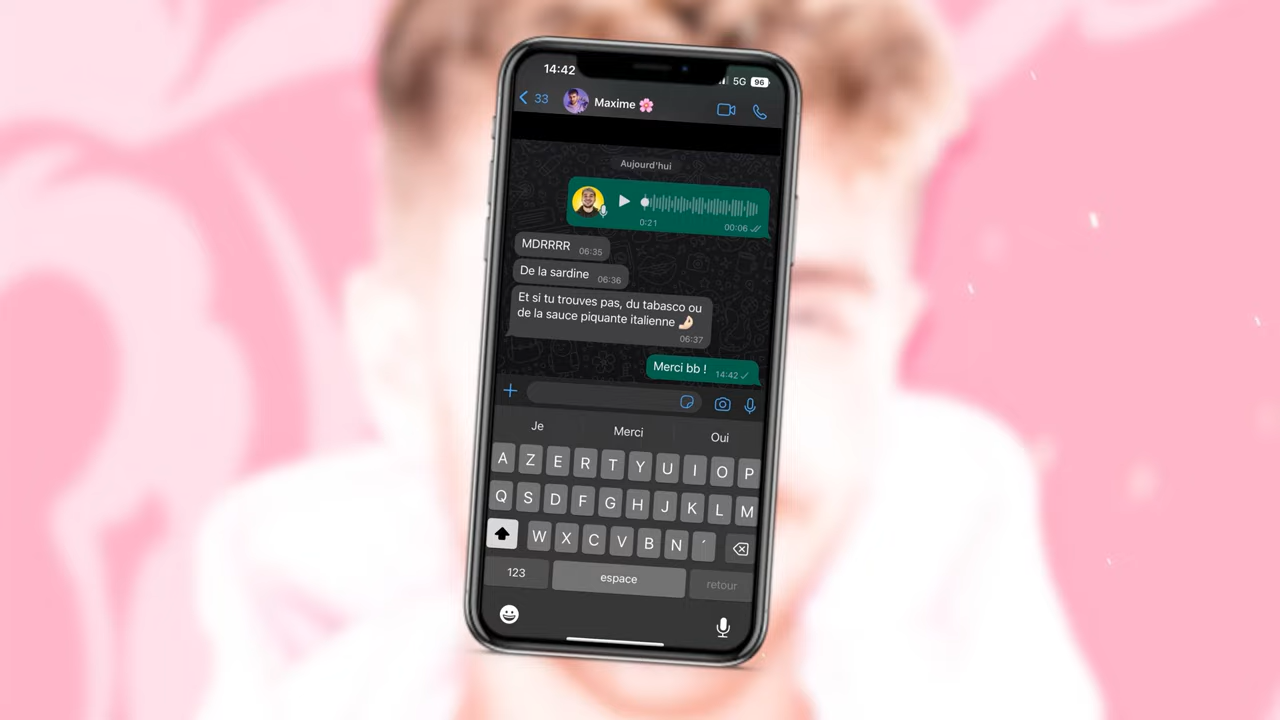 14:42 5G 96
33 Maxime 🌸
Aujourd'hui
0:21 00:06
MDRRRR 06:35
De la sardine 06:36
Et si tu trouves pas, du tabasco ou
de la sauce piquante italienne 🤌🏻
06:37
Merci bb ! 14:42
Je Merci Oui
A Z E R T Y U I O P
Q S D F G H J K L M
W X C V B N ´
123 espace retour